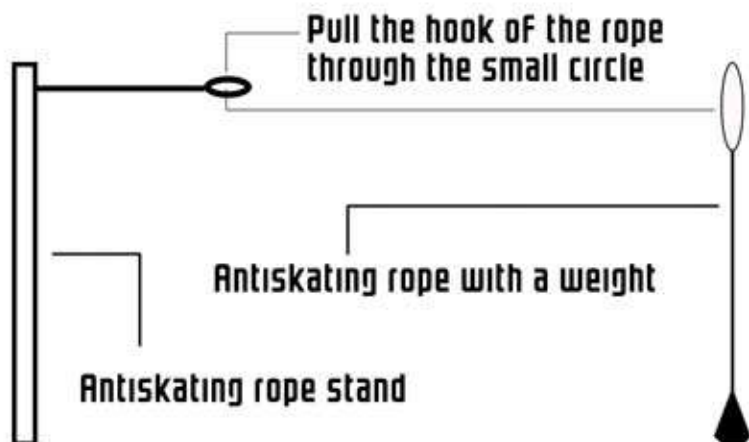 Pull the hook of the rope
through the small circle
Antiskating rope with a weight
Antiskating rope stand